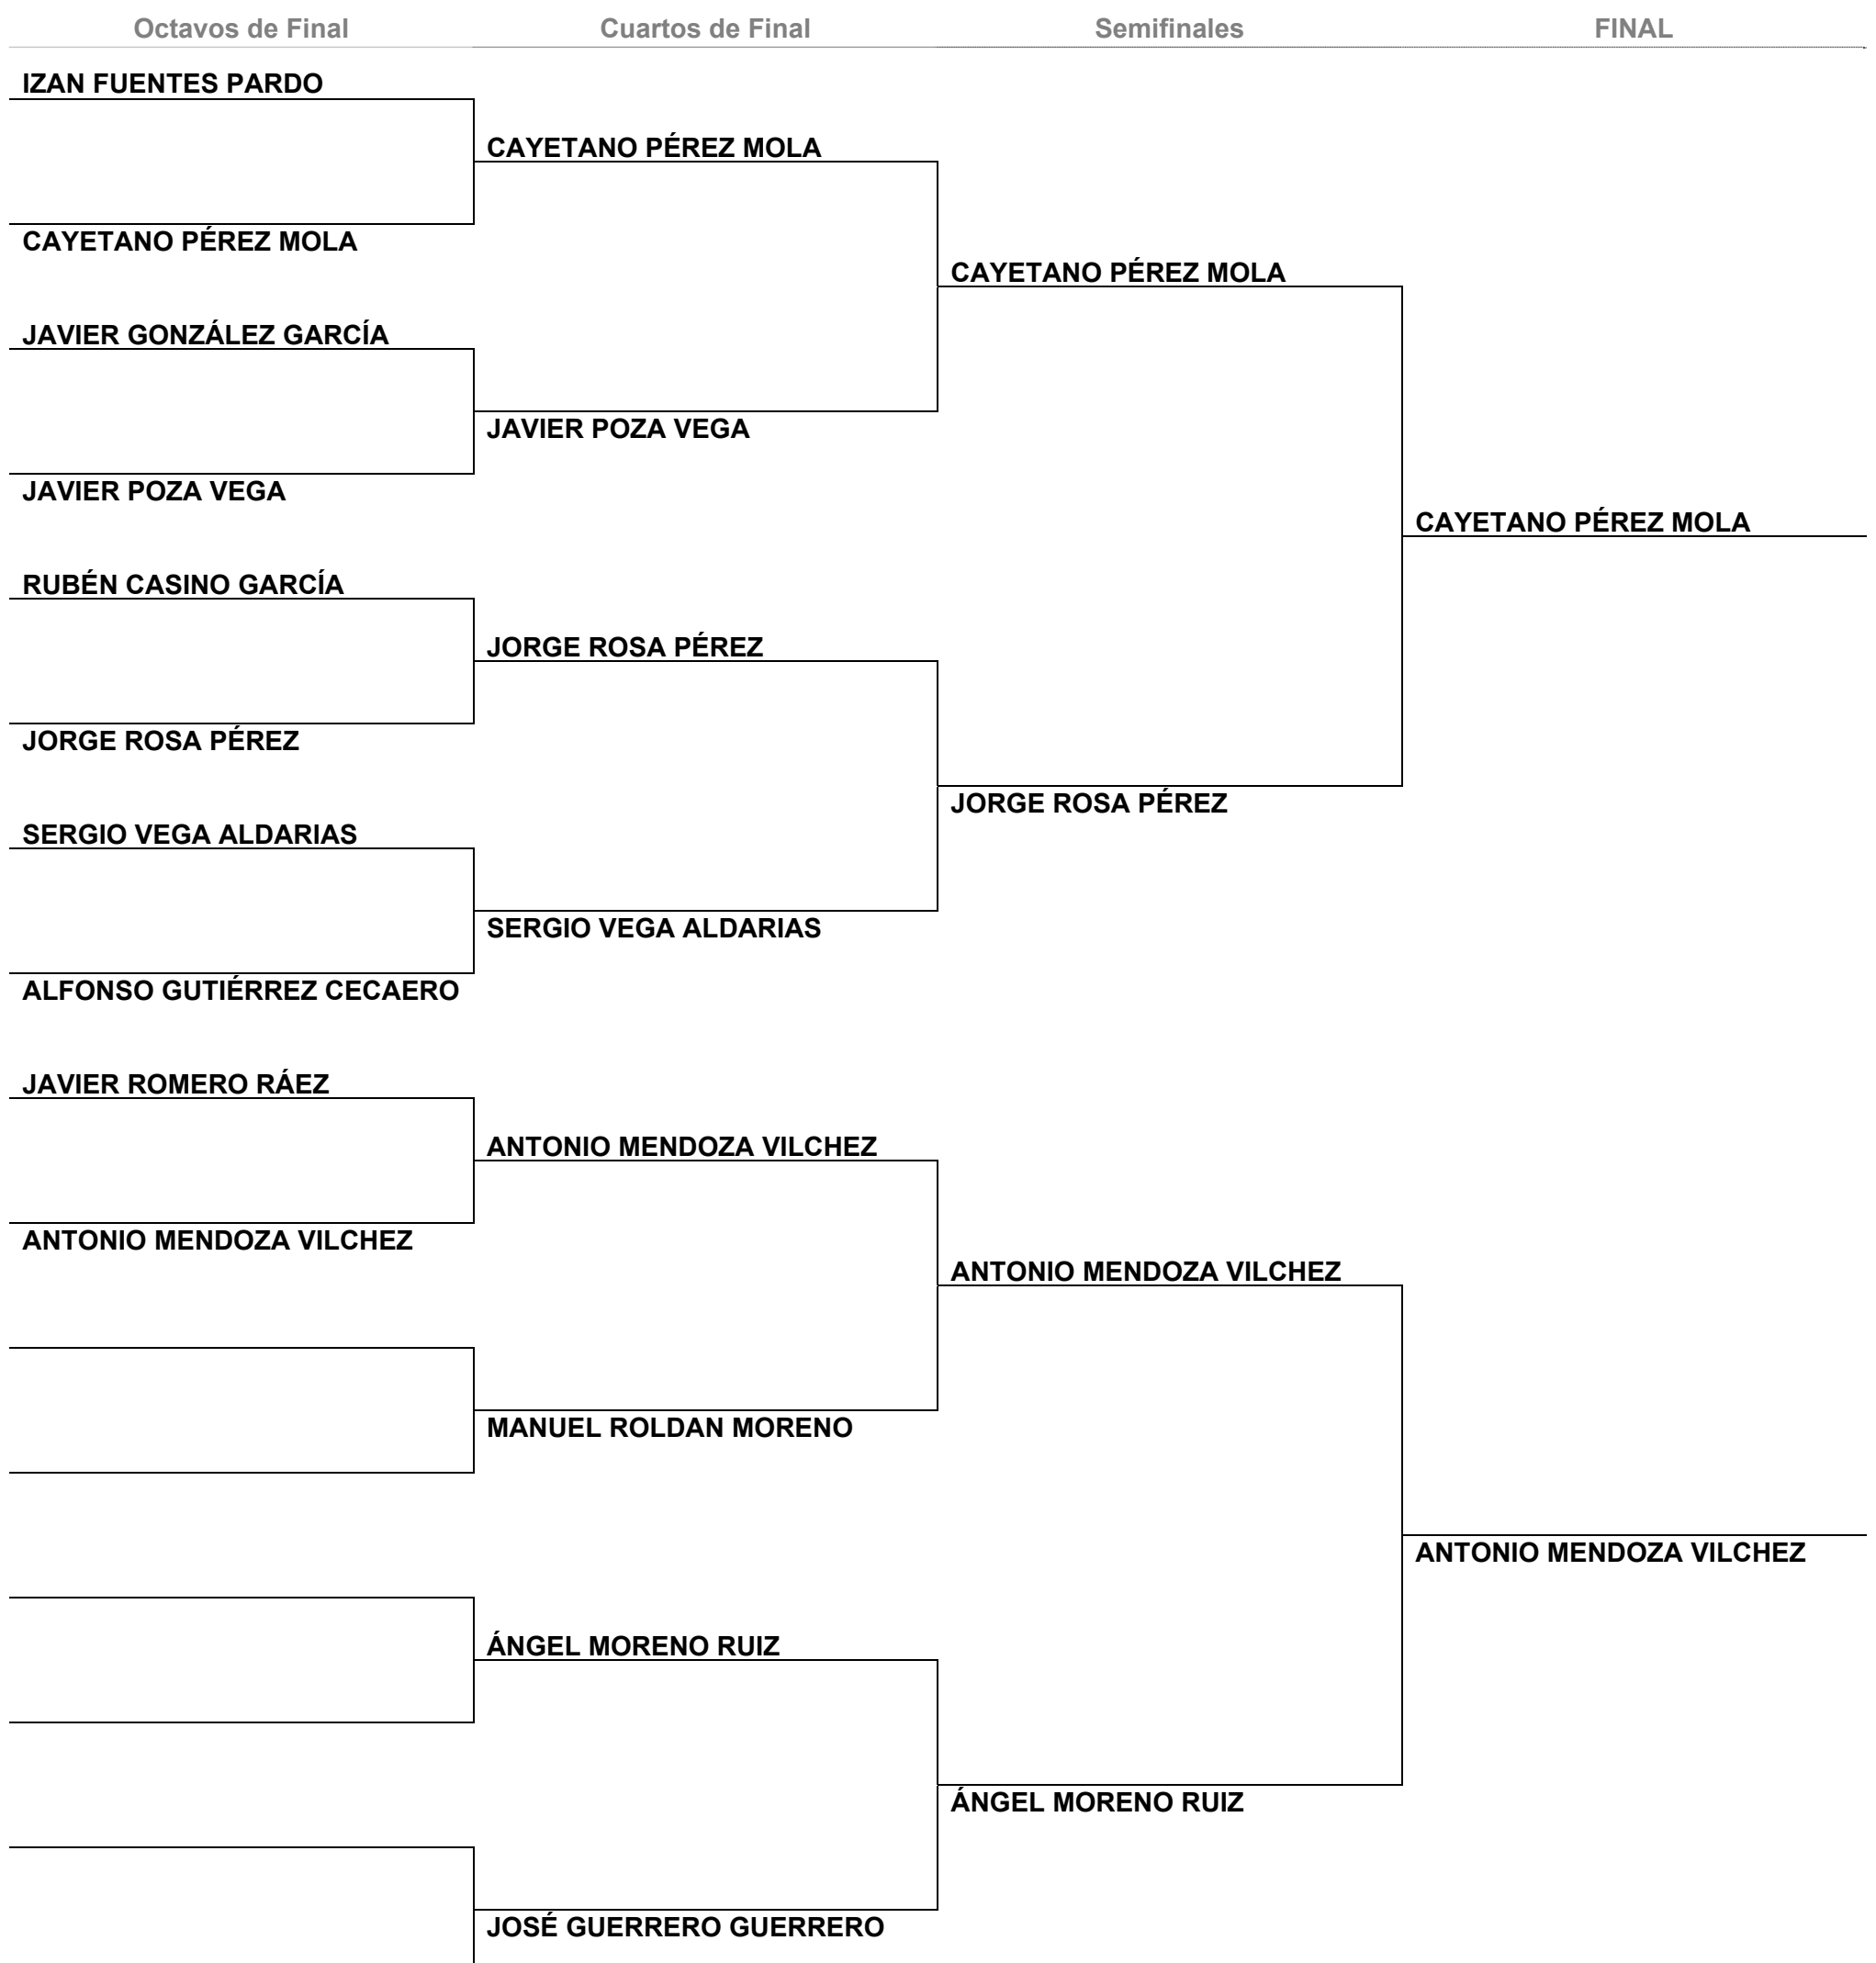 Octavos de Final
Cuartos de Final
Semifinales
FINAL
IZAN FUENTES PARDO
CAYETANO PÉREZ MOLA
CAYETANO PÉREZ MOLA
CAYETANO PÉREZ MOLA
JAVIER GONZÁLEZ GARCÍA
JAVIER POZA VEGA
JAVIER POZA VEGA
CAYETANO PÉREZ MOLA
RUBÉN CASINO GARCÍA
JORGE ROSA PÉREZ
JORGE ROSA PÉREZ
JORGE ROSA PÉREZ
SERGIO VEGA ALDARIAS
SERGIO VEGA ALDARIAS
ALFONSO GUTIÉRREZ CECAERO
JAVIER ROMERO RÁEZ
ANTONIO MENDOZA VILCHEZ
ANTONIO MENDOZA VILCHEZ
ANTONIO MENDOZA VILCHEZ
MANUEL ROLDAN MORENO
ANTONIO MENDOZA VILCHEZ
ÁNGEL MORENO RUIZ
ÁNGEL MORENO RUIZ
JOSÉ GUERRERO GUERRERO